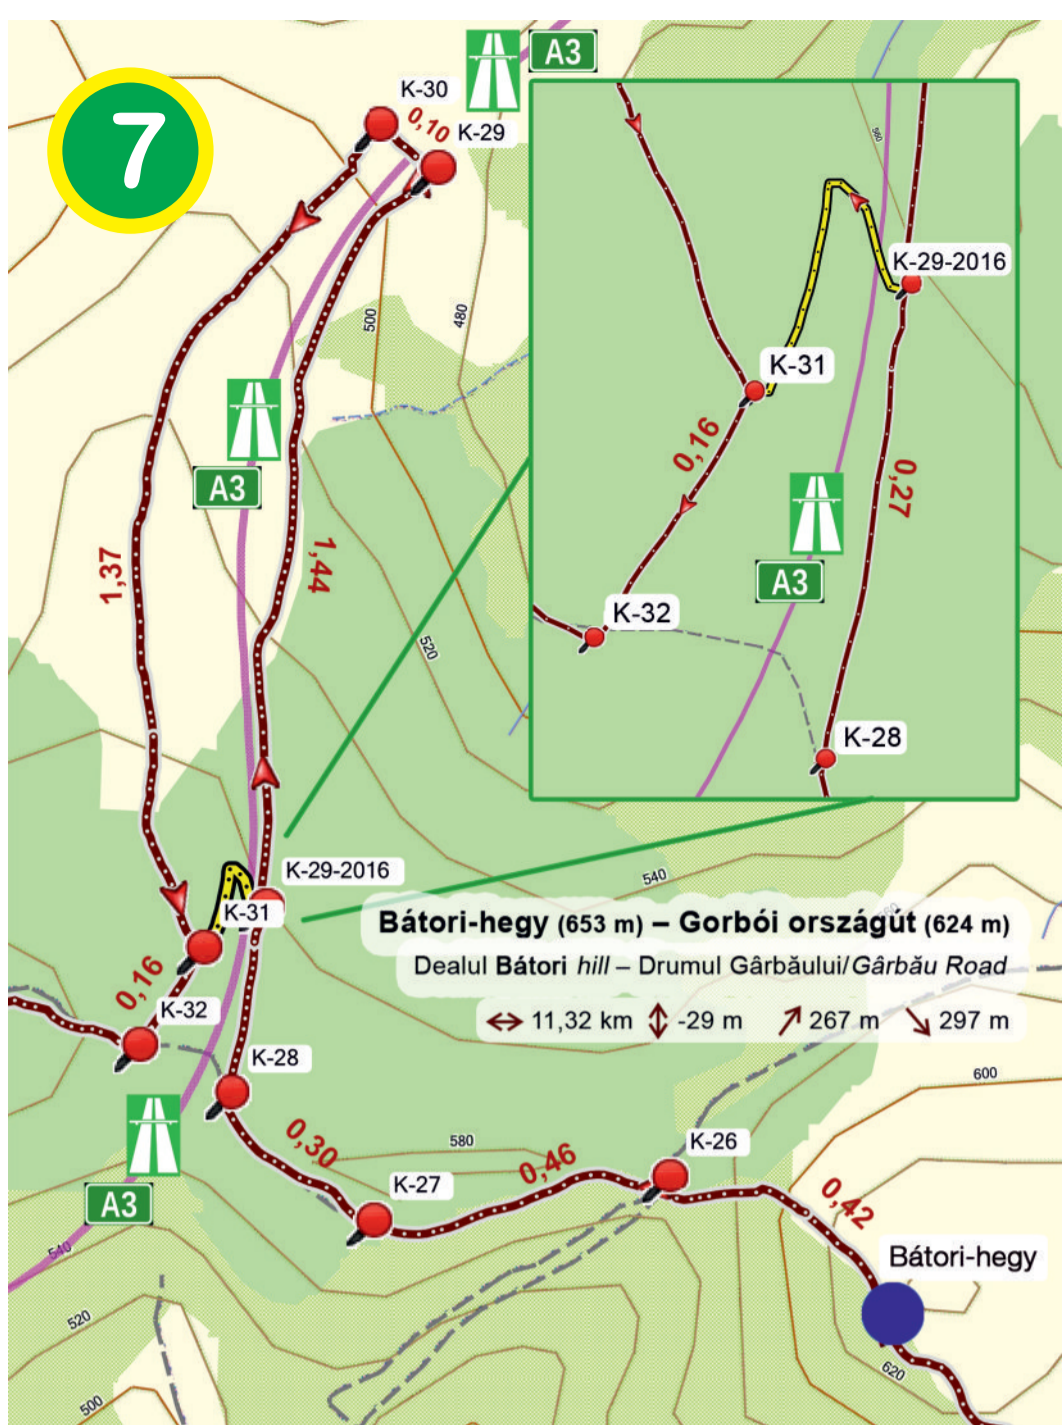 7
A3
K-30
0,10
K-29
560
K-29-2016
K-31
0,16
0,27
A3
K-32
K-28
500
480
A3
1,37
1,44
520
K-29-2016
540
K-31
560
Bátori-hegy (653 m) – Gorbói országút (624 m)
Dealul Bátori hill – Drumul Gârbăului/Gârbău Road
11,32 km -29 m 267 m 297 m
0,16
K-32
K-28
600
580
0,30
0,46
K-26
K-27
0,42
A3
540
Bátori-hegy
520
620
500